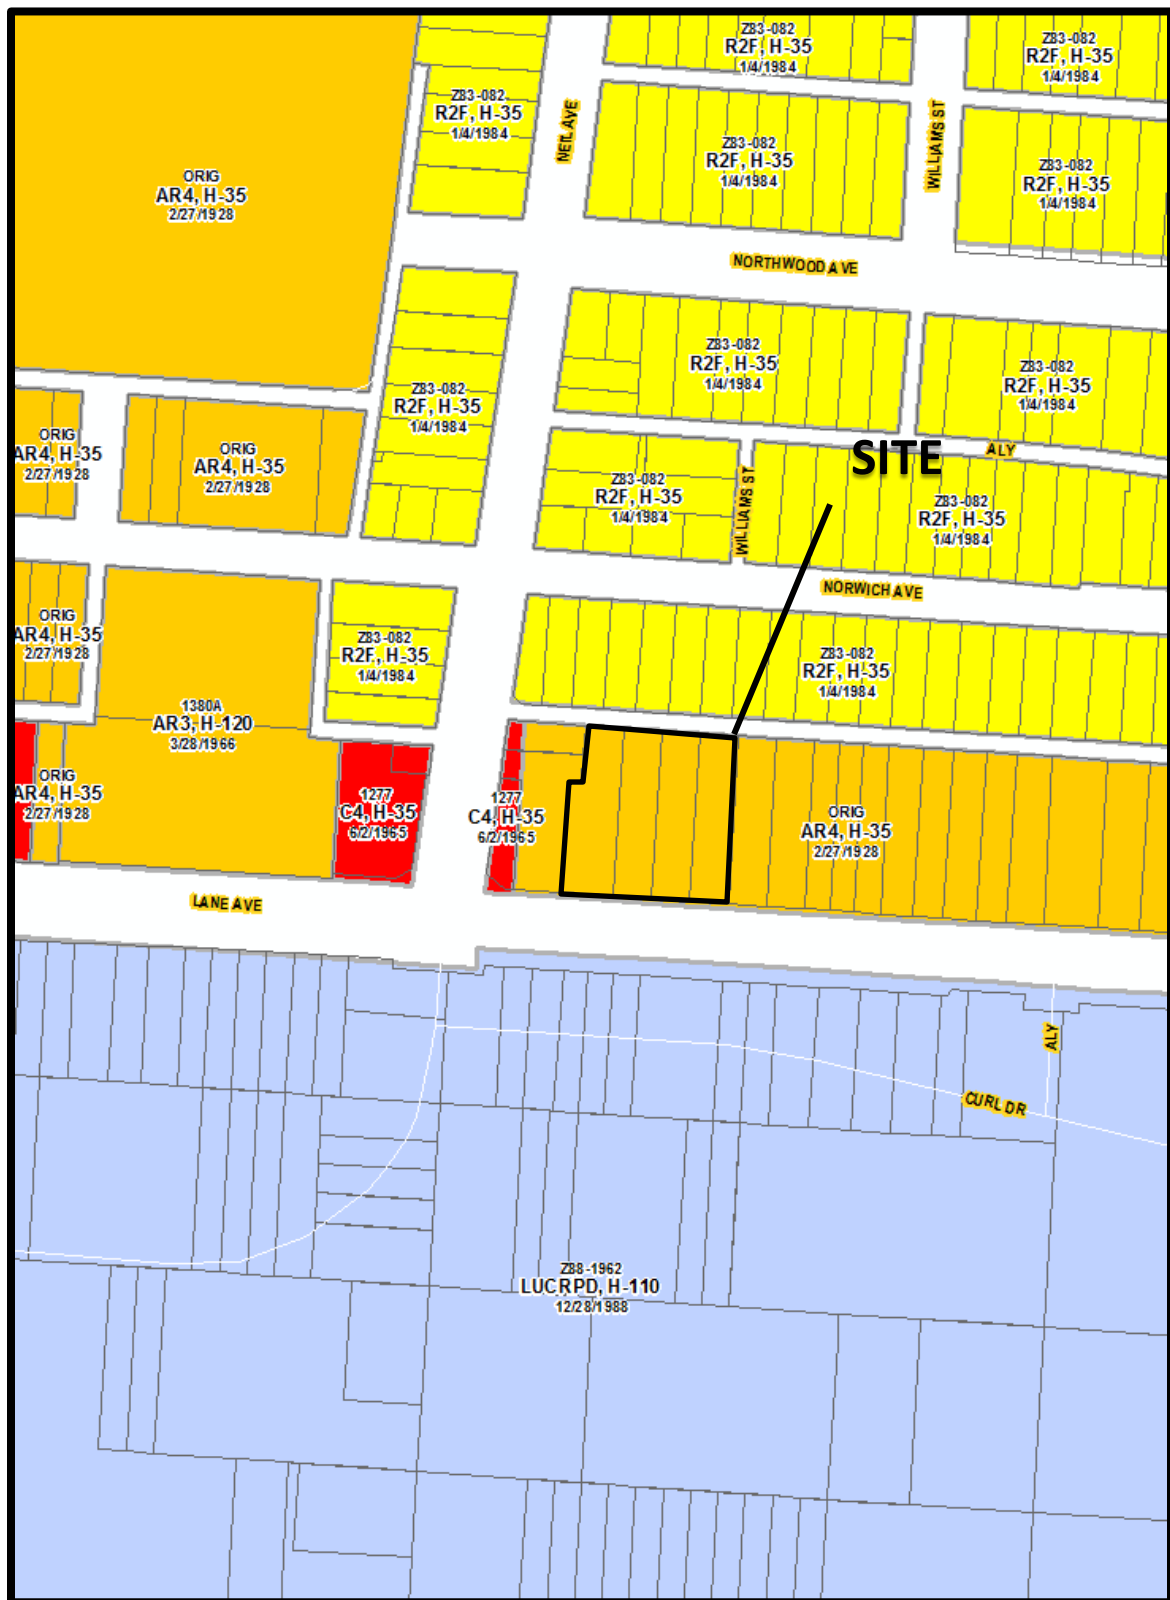 Z83-082
R2F, H-35
1/4/1984
Z83-082
R2F, H-35
1/4/1984
Z83-082
R2F, H-35
1/4/1984
NEIL AVE
Z83-082
R2F, H-35
1/4/1984
WILLIAMS ST
Z83-082
R2F, H-35
1/4/1984
ORIG
AR4, H-35
2/27/1928
NORTHWOOD AVE
Z83-082
R2F, H-35
1/4/1984
Z83-082
R2F, H-35
1/4/1984
Z83-082
R2F, H-35
1/4/1984
ORIG
AR4, H-35
2/27/1928
ORIG
AR4, H-35
2/27/1928
SITE
ALY
Z83-082
R2F, H-35
1/4/1984
WILLIAMS ST
Z83-082
R2F, H-35
1/4/1984
NORWICH AVE
ORIG
AR4, H-35
2/27/1928
Z83-082
R2F, H-35
1/4/1984
Z83-082
R2F, H-35
1/4/1984
1380A
AR3, H-120
3/28/1966
ORIG
AR4, H-35
2/27/1928
1277
C4, H-35
6/2/1965
1277
C4, H-35
6/2/1965
ORIG
AR4, H-35
2/27/1928
LANE AVE
ALY
CURL DR
Z88-1962
LUCRPD, H-110
12/28/1988